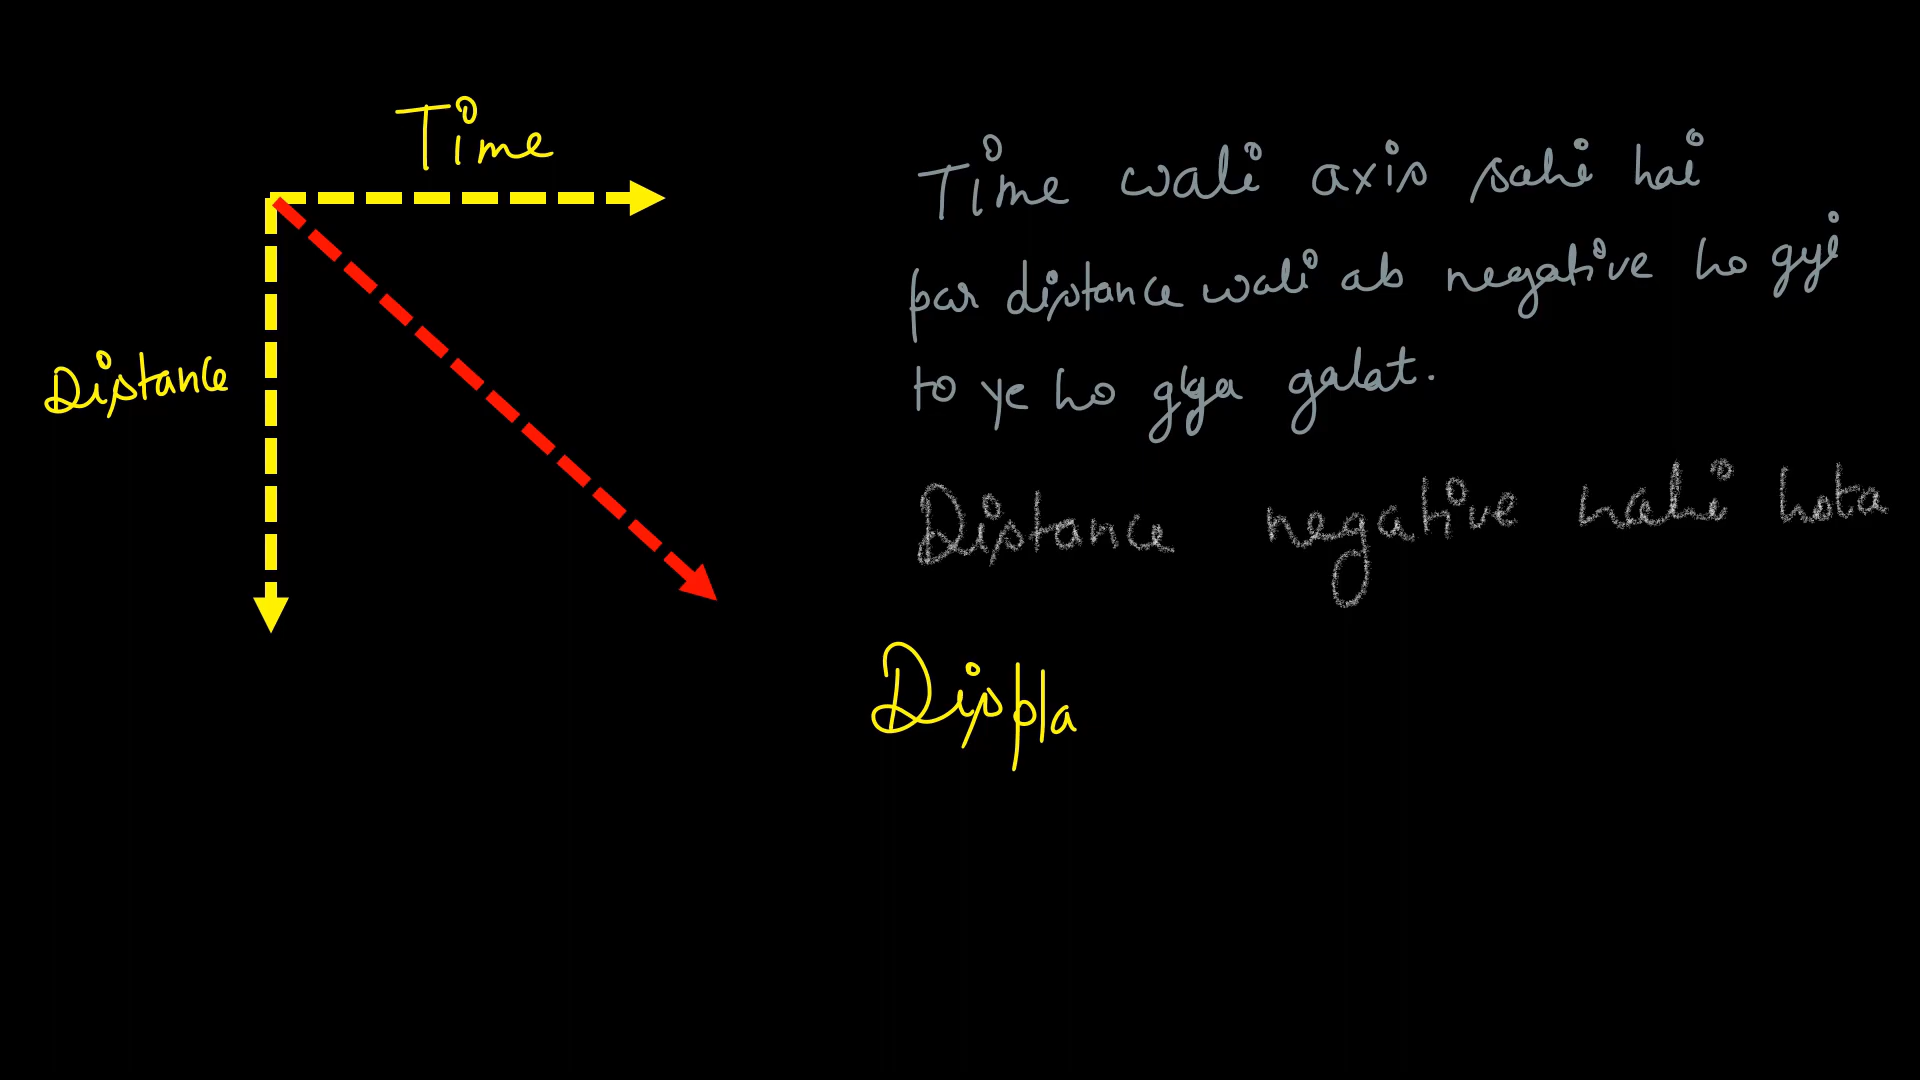 Time
Distance
Time wali axis sahi hai
par distance wali ab negative ho gyi
to ye ho gya galat.
Distance negative nahi hota
Displa